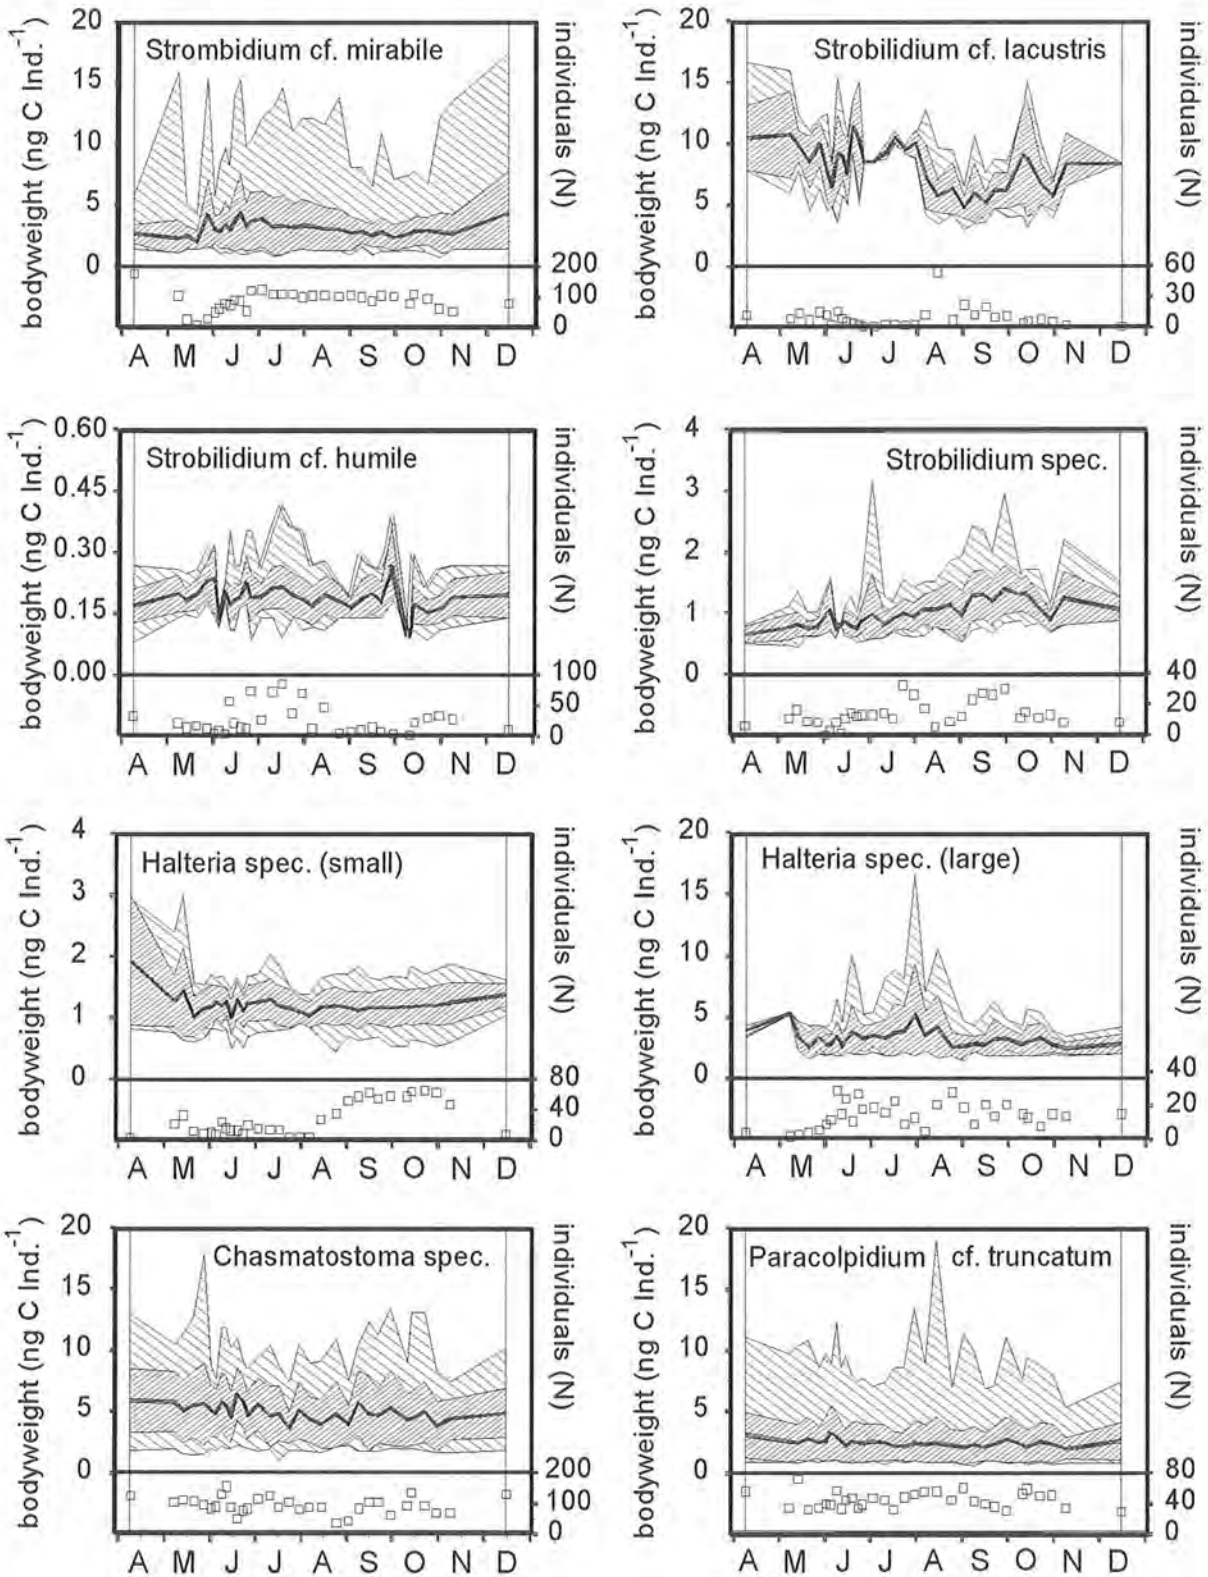 Strombidium cf. mirabile
bodyweight (ng C Ind.-1)
individuals (N)
20
15
10
5
0
200
100
0
A M J J A S O N D
Strobilidium cf. lacustris
bodyweight (ng C Ind.-1)
individuals (N)
20
15
10
5
0
60
30
0
A M J J A S O N D
Strobilidium cf. humile
bodyweight (ng C Ind.-1)
individuals (N)
0.60
0.45
0.30
0.15
0.00
100
50
0
A M J J A S O N D
Strobilidium spec.
bodyweight (ng C Ind.-1)
individuals (N)
4
3
2
1
0
40
20
0
A M J J A S O N D
Halteria spec. (small)
bodyweight (ng C Ind.-1)
individuals (N)
4
3
2
1
0
80
40
0
A M J J A S O N D
Halteria spec. (large)
bodyweight (ng C Ind.-1)
individuals (N)
20
15
10
5
0
40
20
0
A M J J A S O N D
Chasmatostoma spec.
bodyweight (ng C Ind.-1)
individuals (N)
20
15
10
5
0
200
100
0
A M J J A S O N D
Paracolpidium cf. truncatum
bodyweight (ng C Ind.-1)
individuals (N)
20
15
10
5
0
80
40
0
A M J J A S O N D